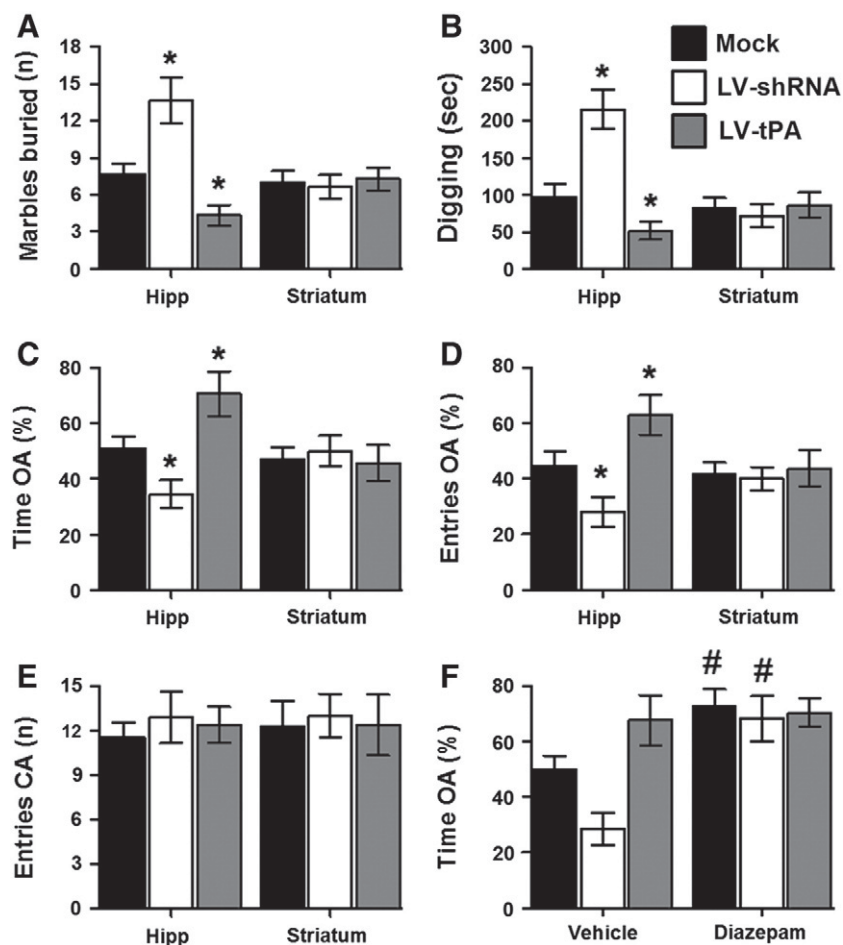 A
Marbles buried (n)
18
15
12
9
6
3
0
*
*
Hipp Striatum
B
Digging (sec)
300
250
200
150
100
50
0
*
*
Hipp Striatum
Mock
LV-shRNA
LV-tPA
C
Time OA (%)
80
60
40
20
0
*
*
Hipp Striatum
D
Entries OA (%)
80
60
40
20
0
*
*
Hipp Striatum
E
Entries CA (n)
15
12
9
6
3
0
Hipp Striatum
F
Time OA (%)
80
60
40
20
0
# #
Vehicle Diazepam